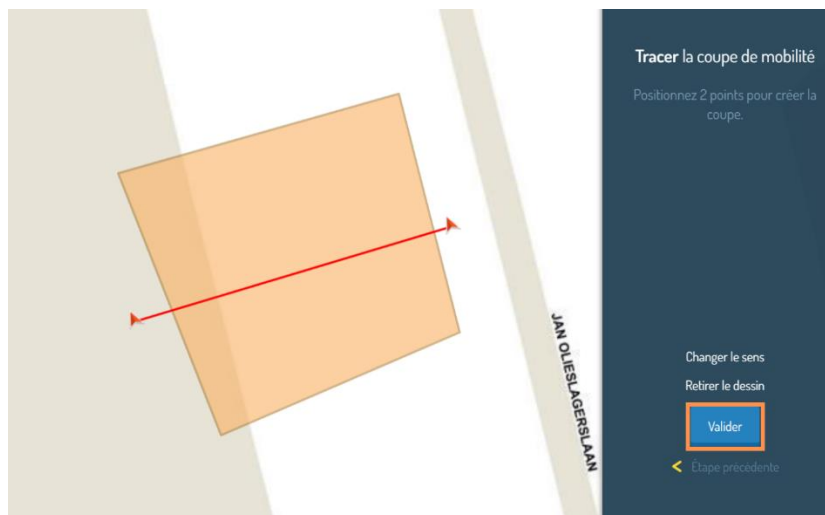 Tracer la coupe de mobilité
Positionnez 2 points pour créer la
coupe.
JAN OLIESLAGERSLAAN
Changer le sens
Retirer le dessin
Valider
< Étape précédente